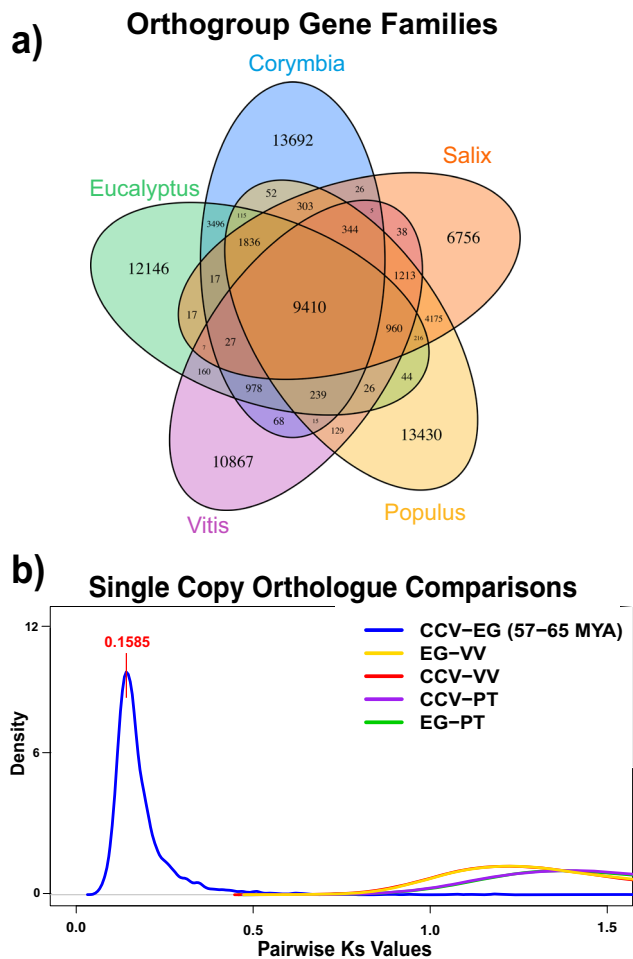 Orthogroup Gene Families
a)
Corymbia
13692
Salix
Eucalyptus
52
26
303
5
3496
115
344
38
6756
1836
12146
17
1213
9410
17
4175
960
216
7
27
160
978
239
26
44
68
15
129
13430
10867
Populus
Vitis
b)
Single Copy Orthologue Comparisons
12
0.1585
CCV−EG (57−65 MYA)
EG−VV
CCV−VV
CCV−PT
EG−PT
6
Density
0
0.0
0.5
1.0
1.5
Pairwise Ks Values